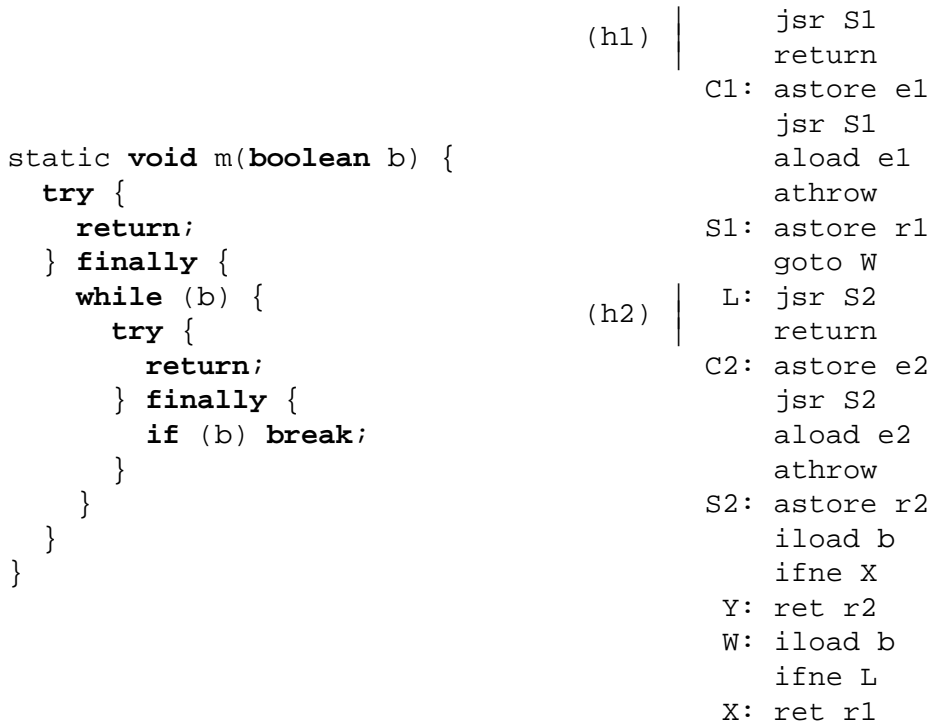 static void m(boolean b) {
try {
return;
} finally {
while (b) {
try {
return;
} finally {
if (b) break;
}
}
}
}
(h1)
jsr S1
return
C1: astore e1
jsr S1
aload e1
athrow
S1: astore r1
goto W
(h2)
L: jsr S2
return
C2: astore e2
jsr S2
aload e2
athrow
S2: astore r2
iload b
ifne X
Y: ret r2
W: iload b
ifne L
X: ret r1